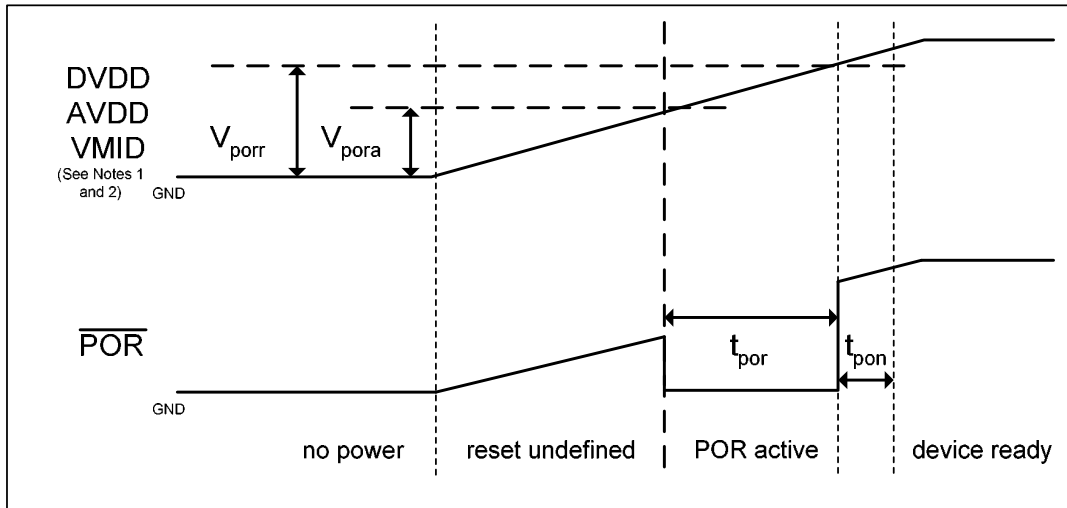 DVDD
AVDD
VMID
(See Notes 1
and 2)
GND
Vporr
Vpora
POR
GND
tpor
tpon
no power
reset undefined
POR active
device ready